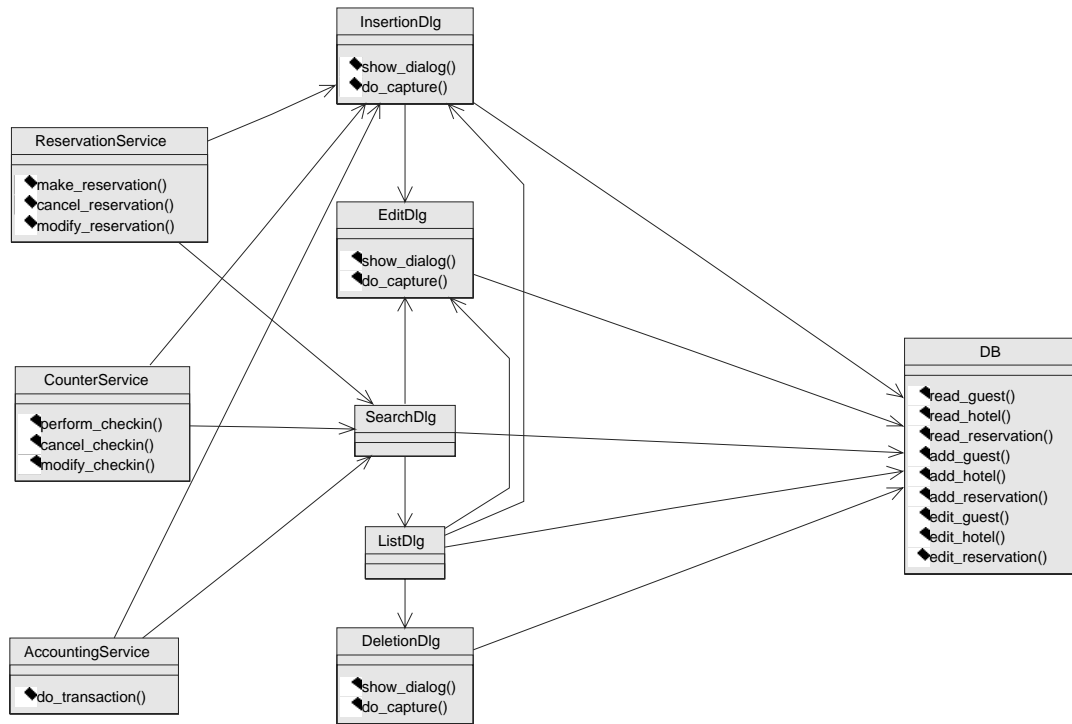 InsertionDlg
show_dialog()
do_capture()
ReservationService
make_reservation()
cancel_reservation()
modify_reservation()
EditDlg
show_dialog()
do_capture()
DB
read_guest()
read_hotel()
read_reservation()
add_guest()
add_hotel()
add_reservation()
edit_guest()
edit_hotel()
edit_reservation()
CounterService
perform_checkin()
cancel_checkin()
modify_checkin()
SearchDlg
ListDlg
DeletionDlg
show_dialog()
do_capture()
AccountingService
do_transaction()